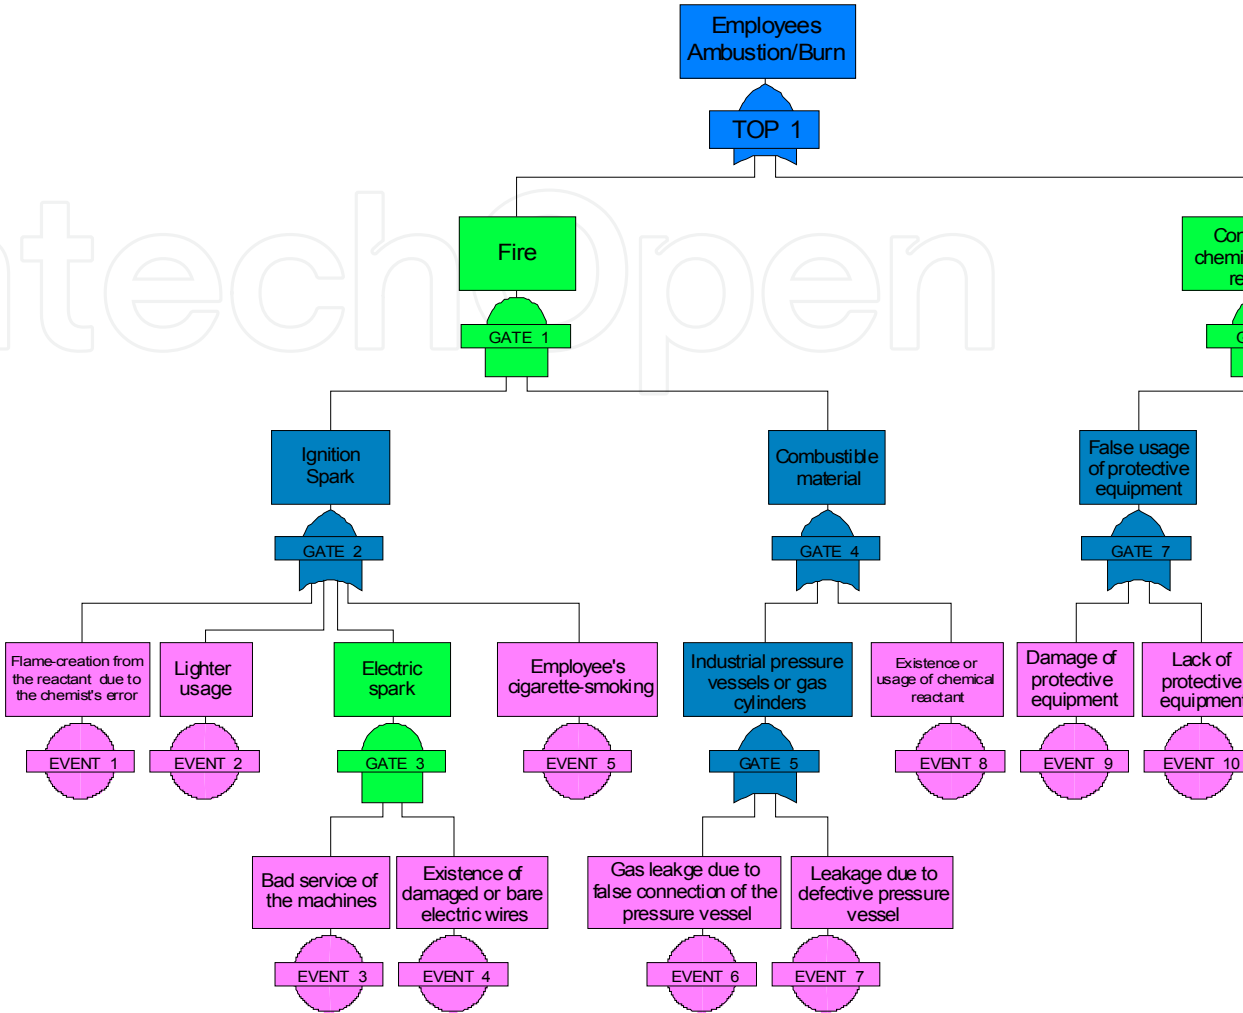 Employees
Ambustion/Burn
TOP 1
Fire
GATE 1
Ignition
Spark
GATE 2
Combustible
material
GATE 4
False usage
of protective
equipment
GATE 7
Flame-creation from
the reactant due to
the chemist's error
EVENT 1
Lighter
usage
EVENT 2
Electric
spark
GATE 3
Employee's
cigarette-smoking
EVENT 5
Industrial pressure
vessels or gas
cylinders
GATE 5
Existence or
usage of chemical
reactant
EVENT 8
Damage of
protective
equipment
EVENT 9
Lack of
protective
equipment
EVENT 10
Bad service of
the machines
EVENT 3
Existence of
damaged or bare
electric wires
EVENT 4
Gas leakge due to
false connection of the
pressure vessel
EVENT 6
Leakage due to
defective pressure
vessel
EVENT 7